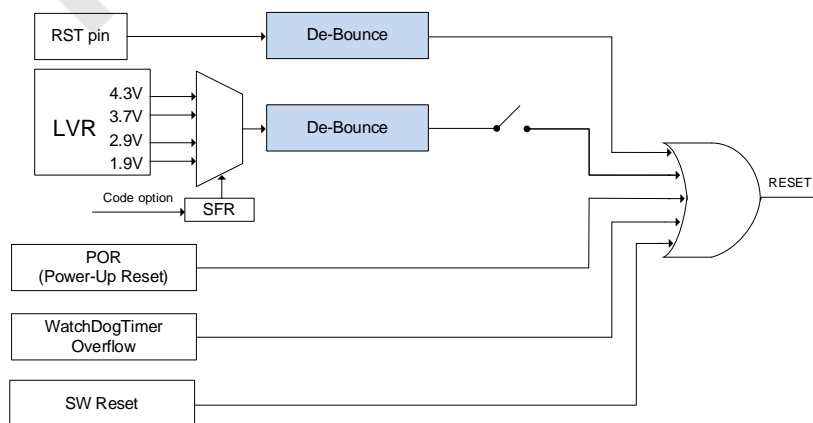 RST pin
De-Bounce
LVR
4.3V
3.7V
2.9V
1.9V
De-Bounce
Code option
SFR
RESET
POR
(Power-Up Reset)
WatchDogTimer
Overflow
SW Reset